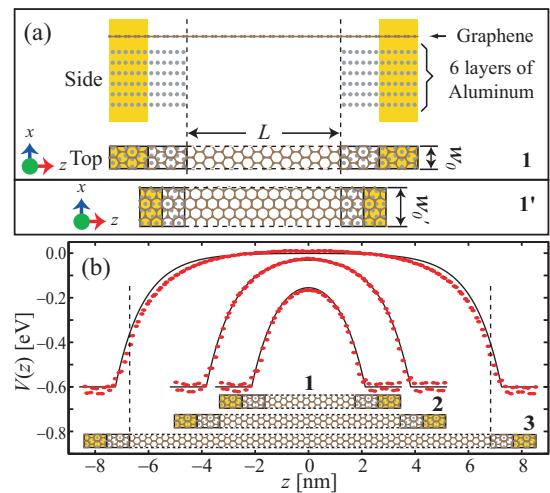 (a)
Graphene
Side
6 layers of
Aluminum
L
x
z
Top
W₀
1
x
z
W₀'
1'
(b)
V(z) [eV]
0.0
−0.2
−0.4
−0.6
−0.8
1
2
3
−8 −6 −4 −2 0 2 4 6 8
z [nm]